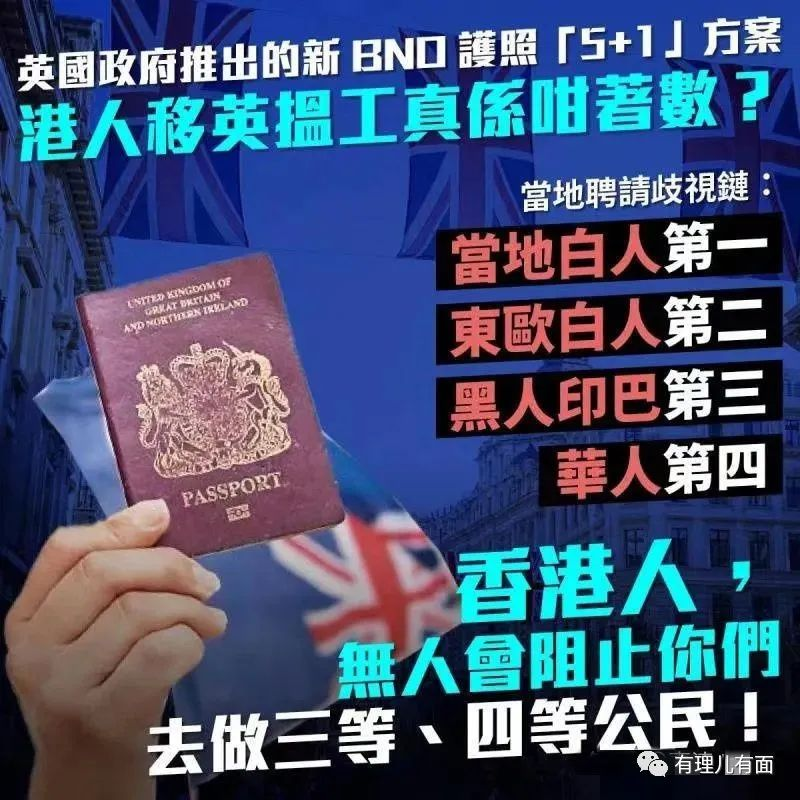 英國政府推出的新 BNO 護照「5+1」方案
港人移英搵工真係咁著數？
當地聘請歧視鏈：
當地白人第一
東歐白人第二
黑人印巴第三
華人第四
UNITED KINGDOM OF
GREAT BRITAIN
AND NORTHERN IRELAND
PASSPORT
香港人，
無人會阻止你們
去做三等、四等公民！
有理儿有面